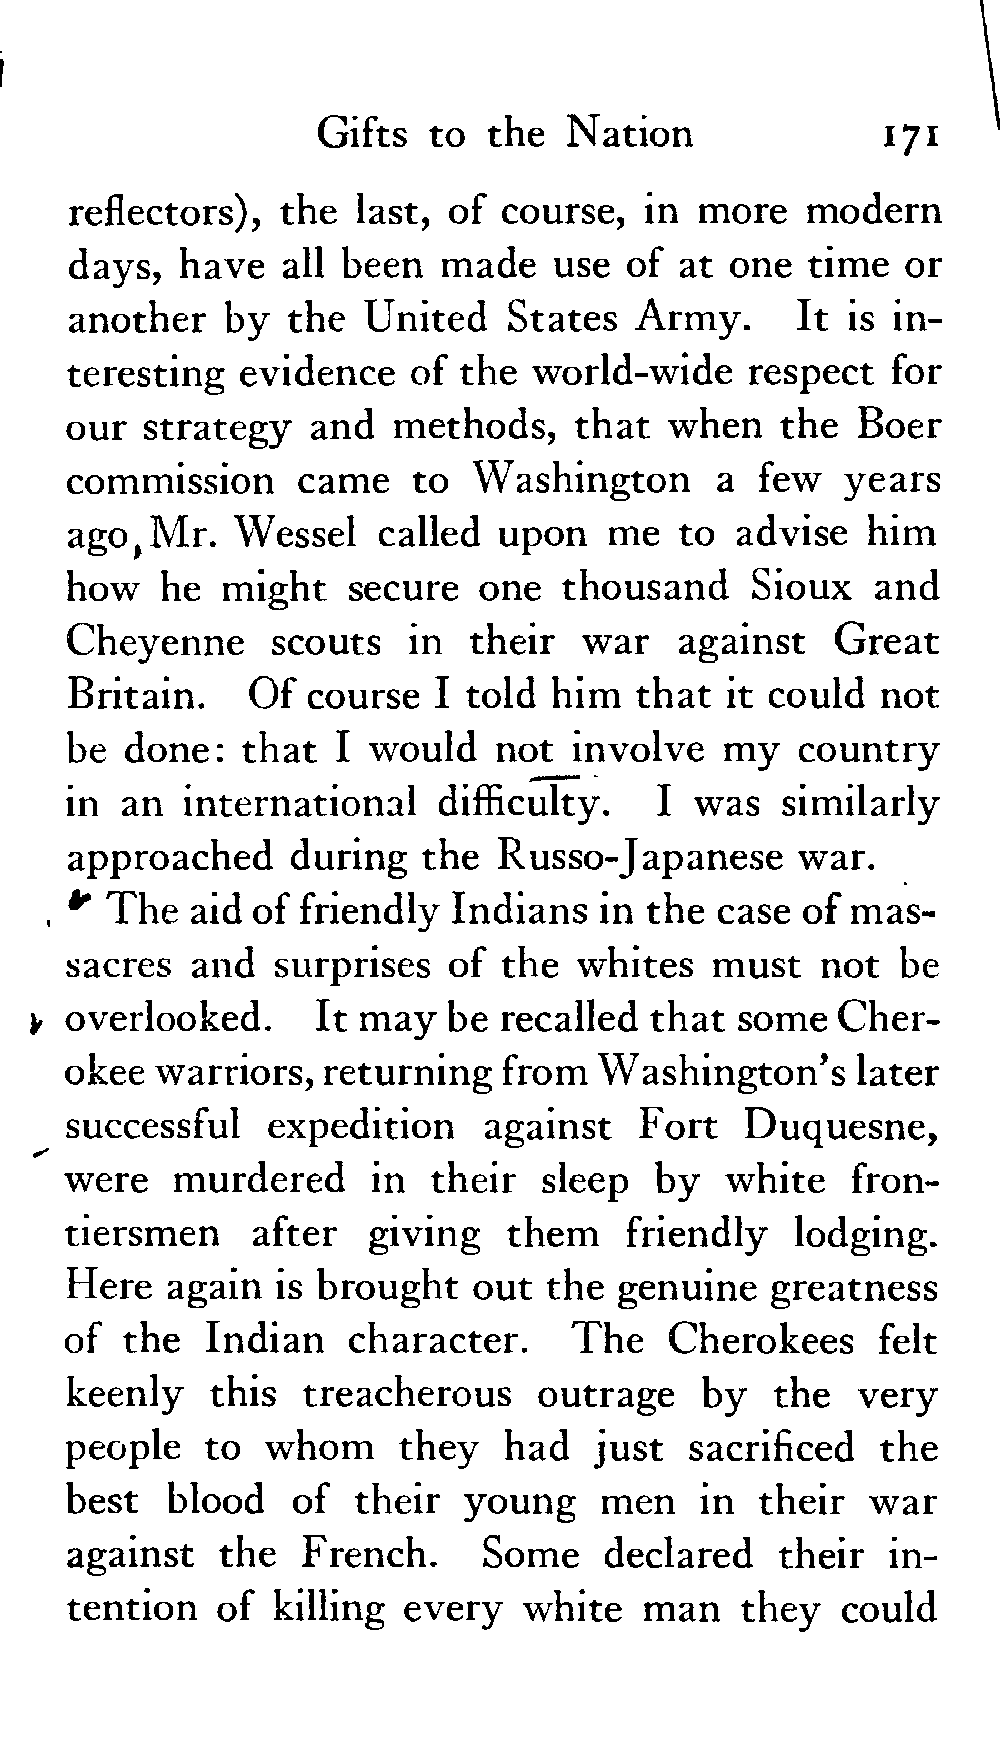 Gifts to the Nation 171
reflectors), the last, of course, in more modern
days, have all been made use of at one time or
another by the United States Army. It is in-
teresting evidence of the world-wide respect for
our strategy and methods, that when the Boer
commission came to Washington a few years
ago, Mr. Wessel called upon me to advise him
how he might secure one thousand Sioux and
Cheyenne scouts in their war against Great
Britain. Of course I told him that it could not
be done: that I would not involve my country
in an international difficulty. I was similarly
approached during the Russo-Japanese war.
The aid of friendly Indians in the case of mas-
sacres and surprises of the whites must not be
overlooked. It may be recalled that some Cher-
okee warriors, returning from Washington's later
successful expedition against Fort Duquesne,
were murdered in their sleep by white fron-
tiersmen after giving them friendly lodging.
Here again is brought out the genuine greatness
of the Indian character. The Cherokees felt
keenly this treacherous outrage by the very
people to whom they had just sacrificed the
best blood of their young men in their war
against the French. Some declared their in-
tention of killing every white man they could